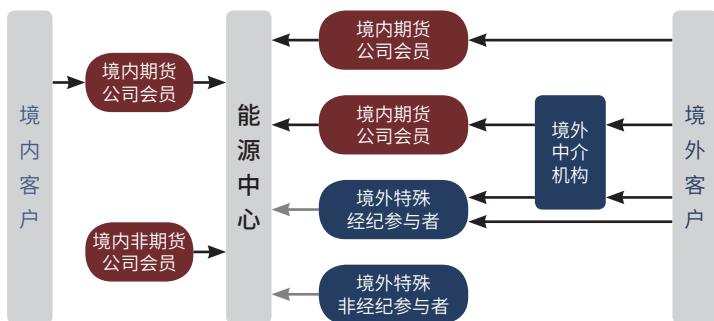 境内客户
境内期货
公司会员
境内非期货
公司会员
能源中心
境内期货
公司会员
境内期货
公司会员
境外特殊
经纪参与者
境外特殊
非经纪参与者
境外
中介
机构
境外客户